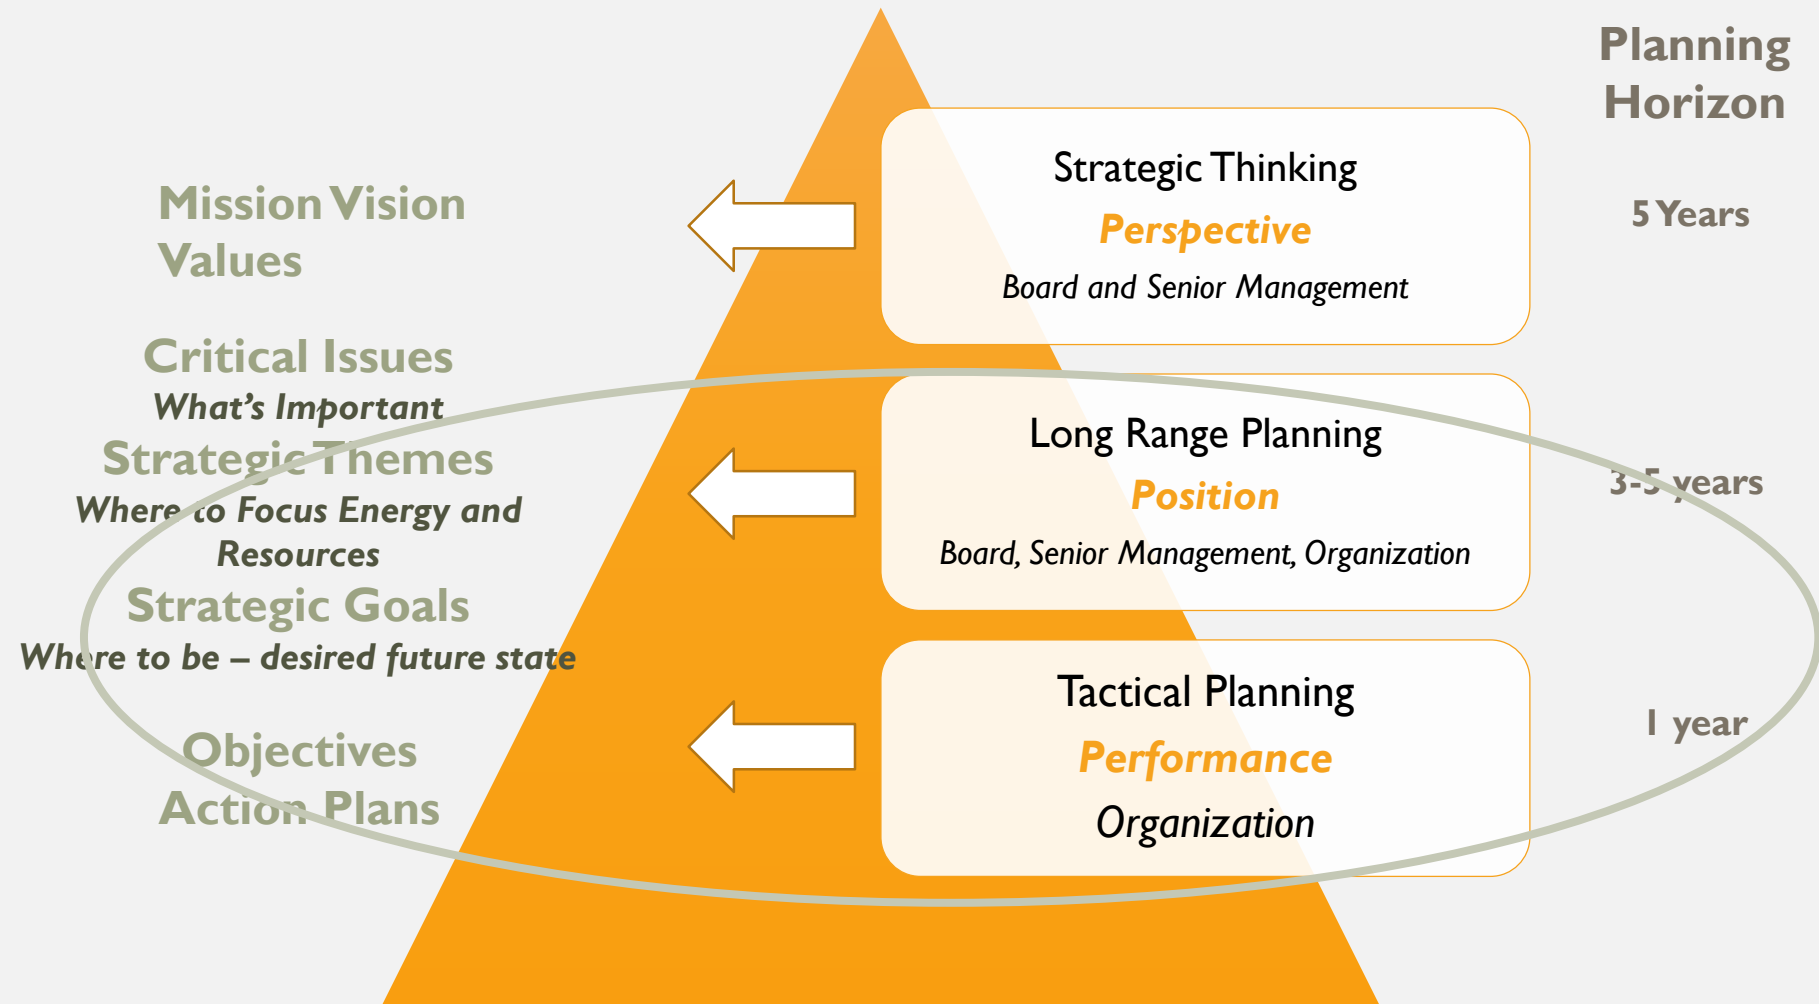 Planning
Horizon
Mission Vision
Values
Strategic Thinking
Perspective
Board and Senior Management
5 Years
Critical Issues
What's Important
Strategic Themes
Where to Focus Energy and
Resources
Strategic Goals
Where to be – desired future state
Long Range Planning
Position
Board, Senior Management, Organization
3-5 years
Objectives
Action Plans
Tactical Planning
Performance
Organization
1 year